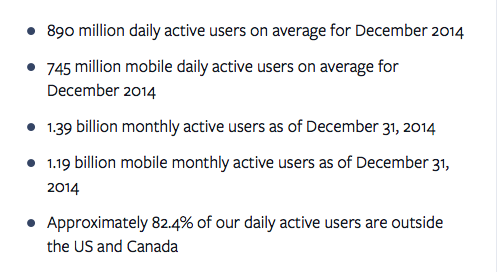 890 million daily active users on average for December 2014
745 million mobile daily active users on average for
December 2014
1.39 billion monthly active users as of December 31, 2014
1.19 billion mobile monthly active users as of December 31,
2014
Approximately 82.4% of our daily active users are outside
the US and Canada